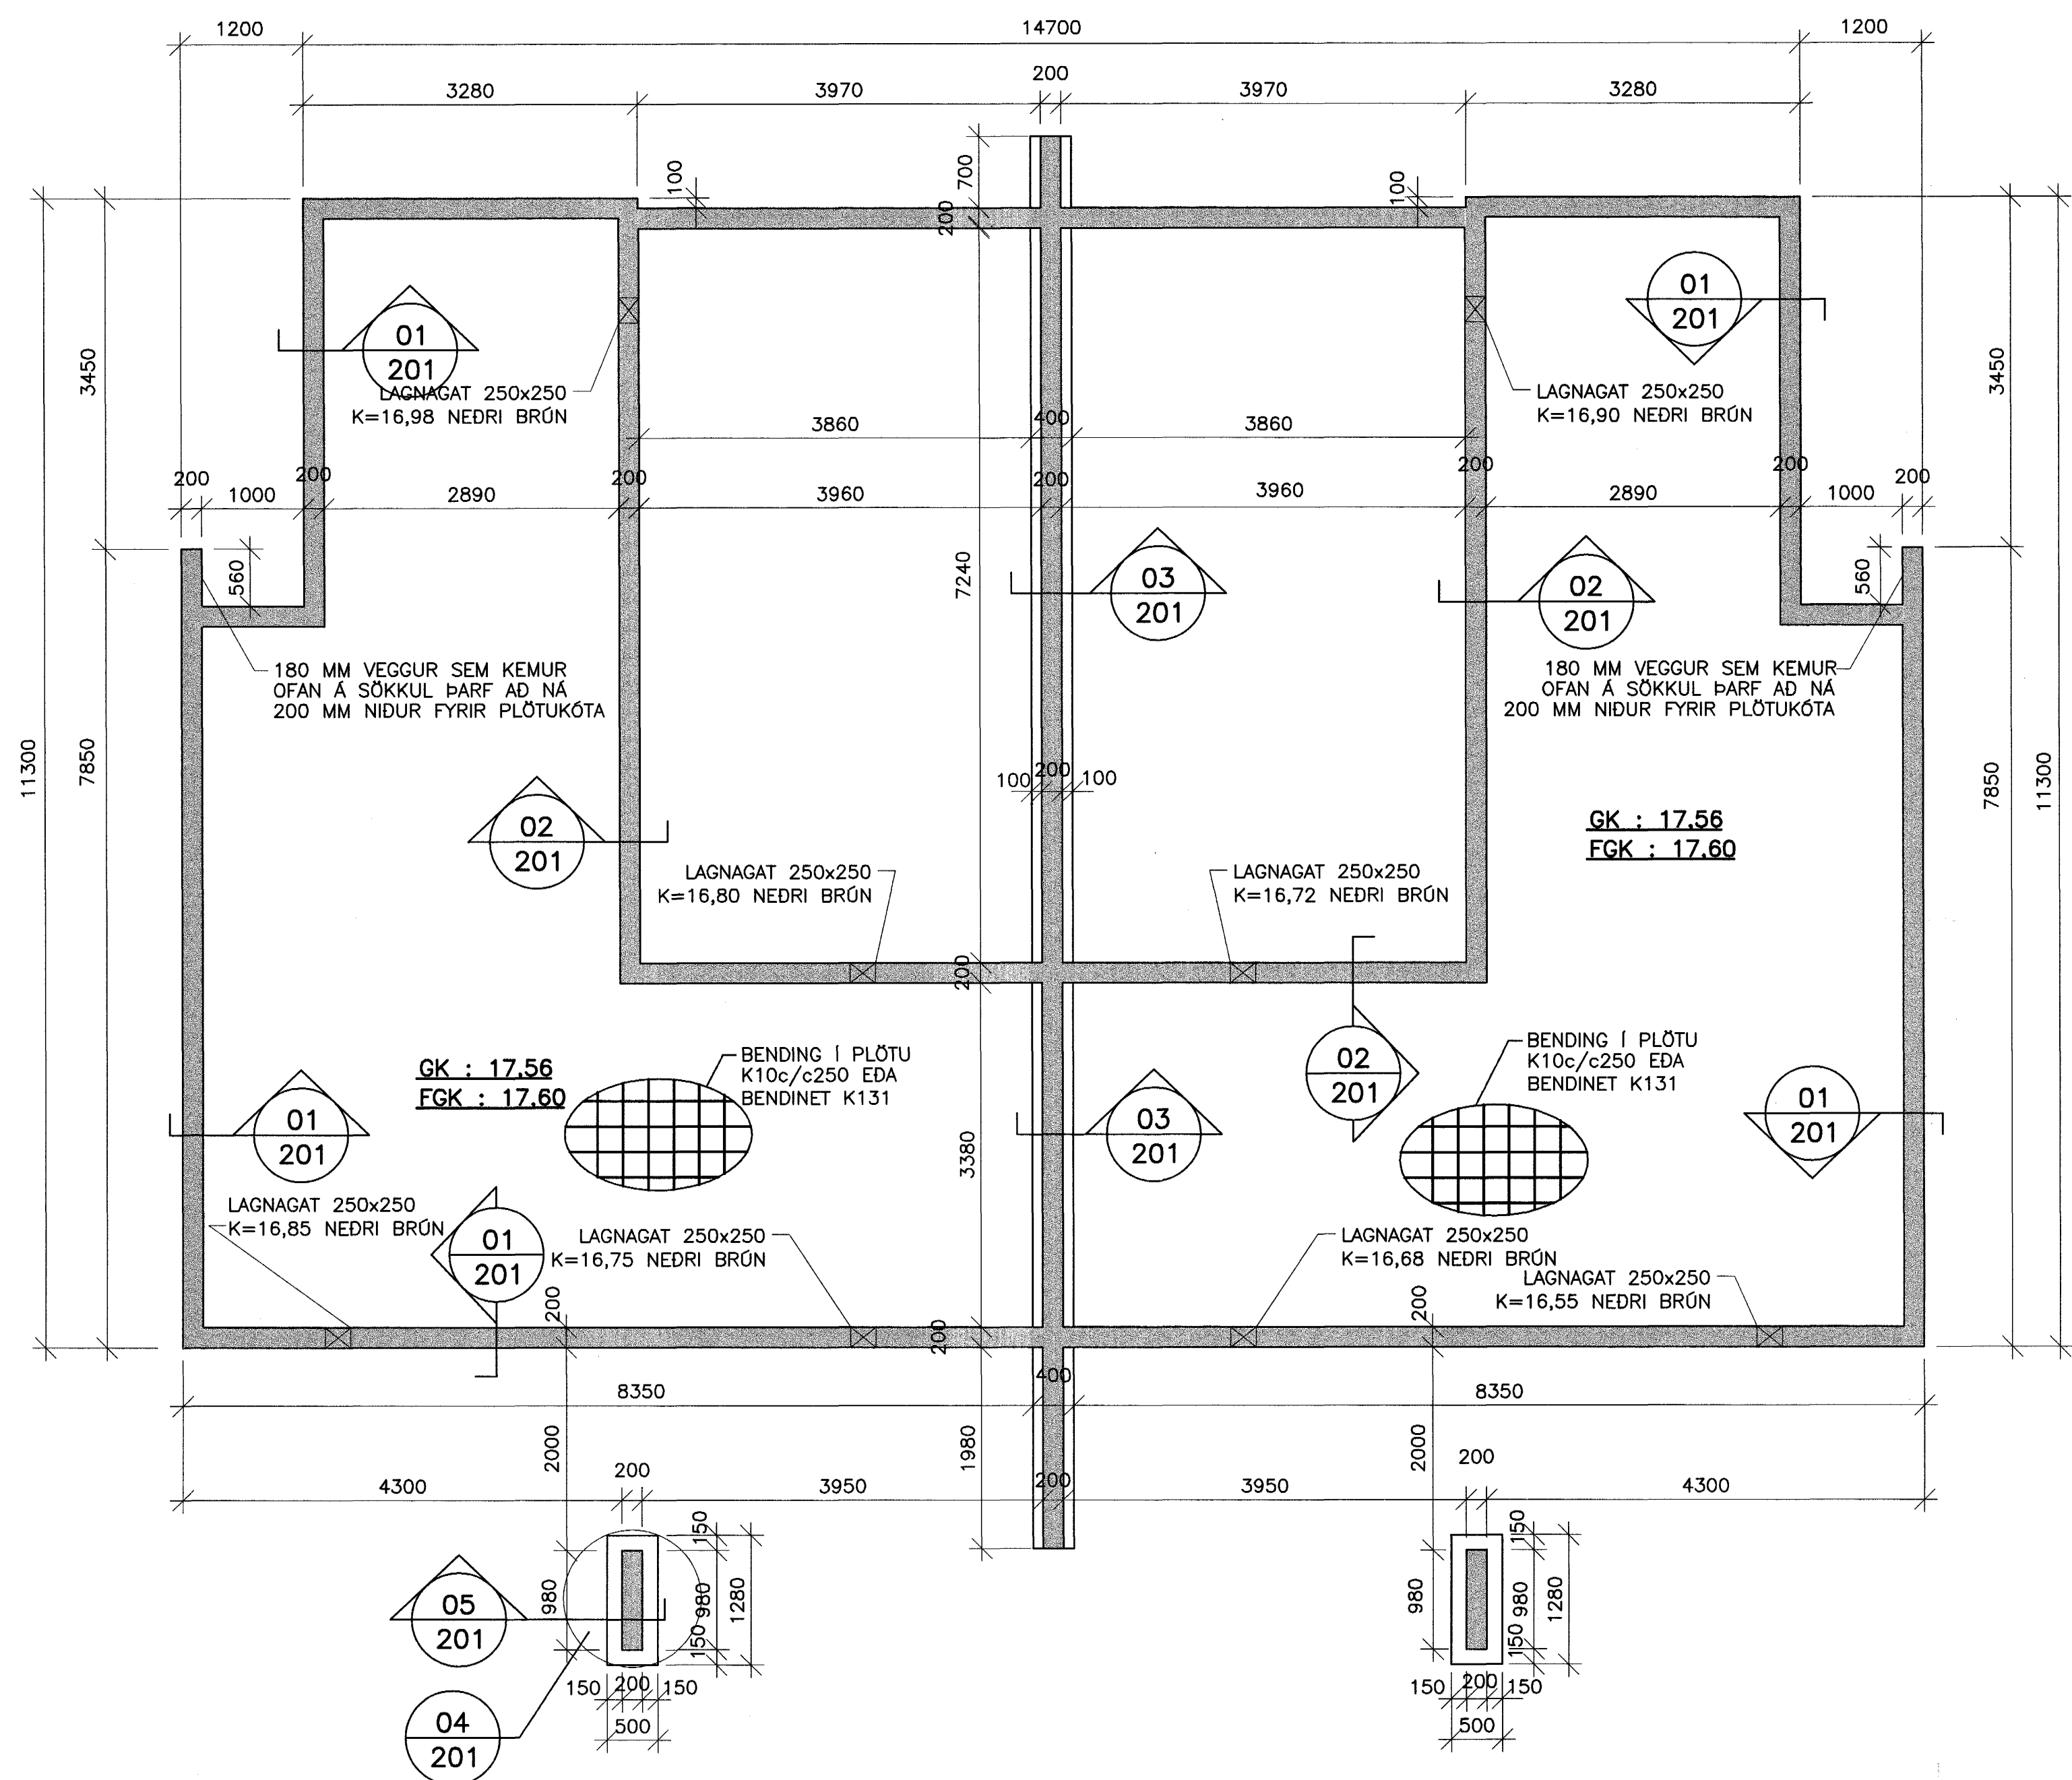 1200 14700 1200
200
3280 3970 3970 3280
700
100 100
200
01
201
01
201
LAGNAGAT 250x250
K=16,98 NEÐRI BRÚN
LAGNAGAT 250x250
K=16,90 NEÐRI BRÚN
3450 3450
3860 400 3860
200 200 200 200 200 200 200
1000 2890 3960 3960 2890 1000
560 7240 560
03
201
02
201
180 MM VEGGUR SEM KEMUR
OFAN Á SÖKKUL ÞARF AÐ NÁ
200 MM NIÐUR FYRIR PLÖTUKÓTA
180 MM VEGGUR SEM KEMUR
OFAN Á SÖKKUL ÞARF AÐ NÁ
200 MM NIÐUR FYRIR PLÖTUKÓTA
11300 7850 7850 11300
100 200 100
02
201
GK : 17,56
FGK : 17,60
LAGNAGAT 250x250
K=16,80 NEÐRI BRÚN
LAGNAGAT 250x250
K=16,72 NEÐRI BRÚN
200
GK : 17,56
FGK : 17,60
BENDING Í PLÖTU
K10c/c250 EÐA
BENDINET K131
02
201
BENDING Í PLÖTU
K10c/c250 EÐA
BENDINET K131
01
201
03
201
01
201
3380
LAGNAGAT 250x250
K=16,85 NEÐRI BRÚN
01
201
LAGNAGAT 250x250
K=16,75 NEÐRI BRÚN
LAGNAGAT 250x250
K=16,68 NEÐRI BRÚN
LAGNAGAT 250x250
K=16,55 NEÐRI BRÚN
200 200 200
8350 400 8350
2000 1980 2000
4300 200 3950 200 3950 200 4300
150 150
980 980 1280 980 980 1280
150 150
05
201
150 200 150 150 200 150
500 500
04
201